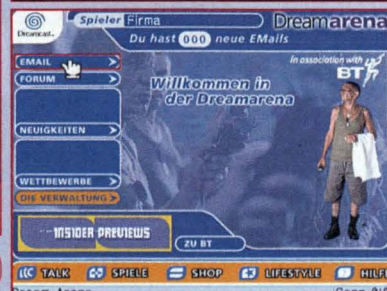 Dreamcast
Spieler Firma
Dreamarena
Du hast 000 neue EMails
In association with
BT
EMAIL
FORUM
Willkommen in
der Dreamarena
NEUIGKEITEN
WETTBEWERBE
DIE VERWALTUNG
INSIDER PREVIEWS
ZU BT
TALK SPIELE SHOP LIFESTYLE HILFE